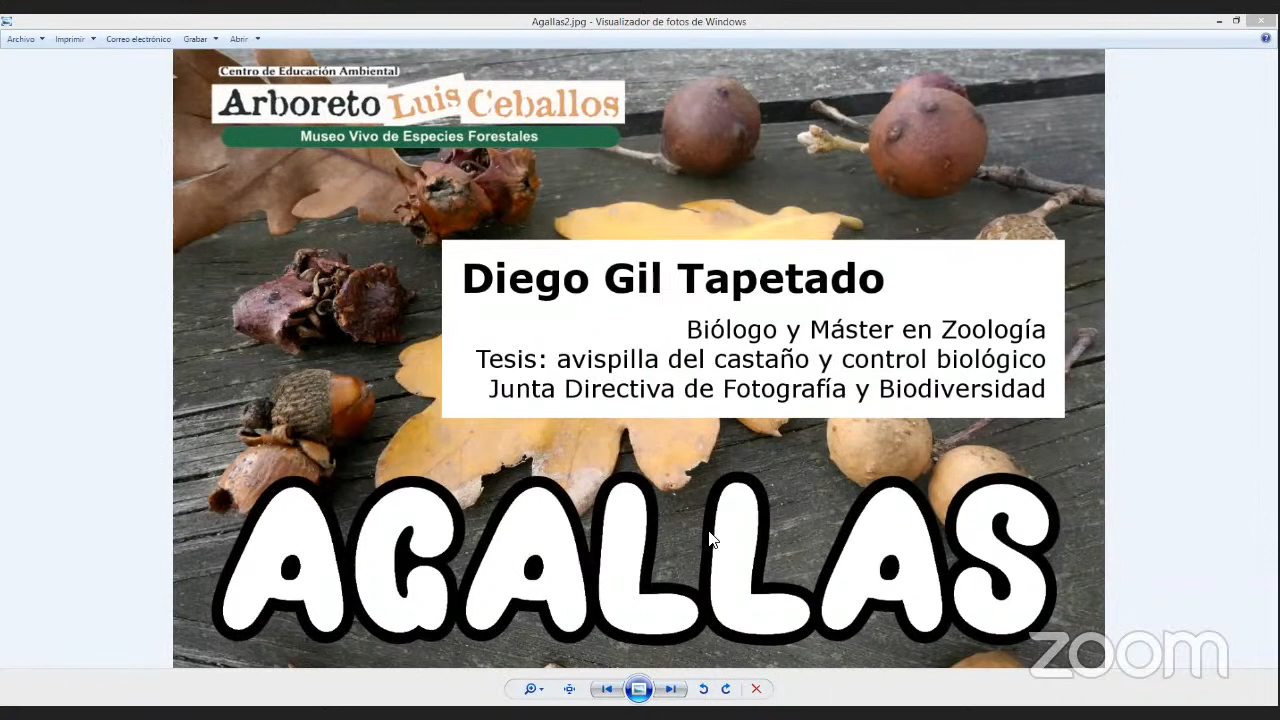 Agallas2.jpg - Visualizador de fotos de Windows
Archivo Imprimir Correo electrónico Grabar Abrir
Centro de Educación Ambiental
Arboreto Luis Ceballos
Museo Vivo de Especies Forestales
Diego Gil Tapetado
Biólogo y Máster en Zoología
Tesis: avispilla del castaño y control biológico
Junta Directiva de Fotografía y Biodiversidad
AGALLAS
zoom